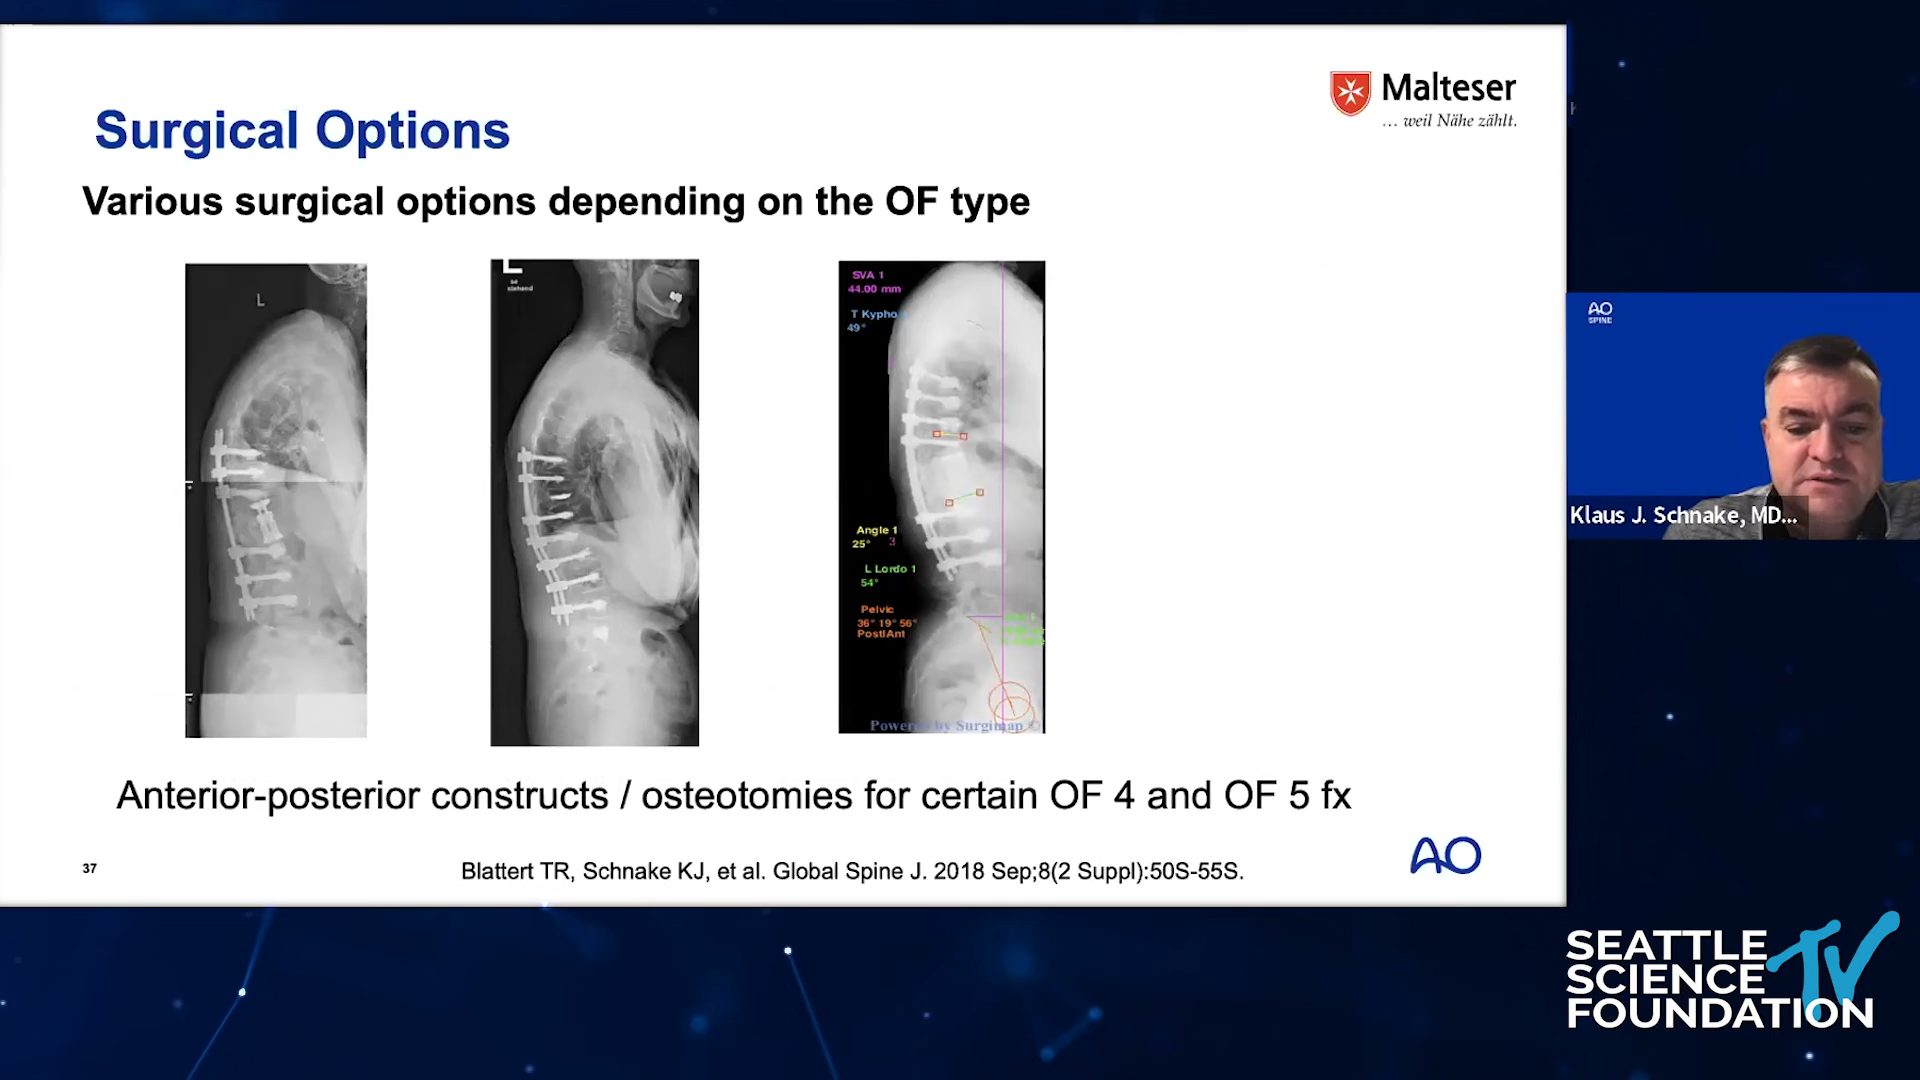 Malteser
... weil Nähe zählt.
Surgical Options
Various surgical options depending on the OF type
L
L
stehend
SVA 1
44.00 mm
T Kypho
49°
Angle 1
25°
3
L Lordo 1
54°
Pelvic
36° 19° 56°
PostlAnt
Powered by Surgimap ©
Anterior-posterior constructs / osteotomies for certain OF 4 and OF 5 fx
37
Blattert TR, Schnake KJ, et al. Global Spine J. 2018 Sep;8(2 Suppl):50S-55S.
AO
AO
SPINE
Klaus J. Schnake, MD...
SEATTLE
SCIENCE
FOUNDATION
TV